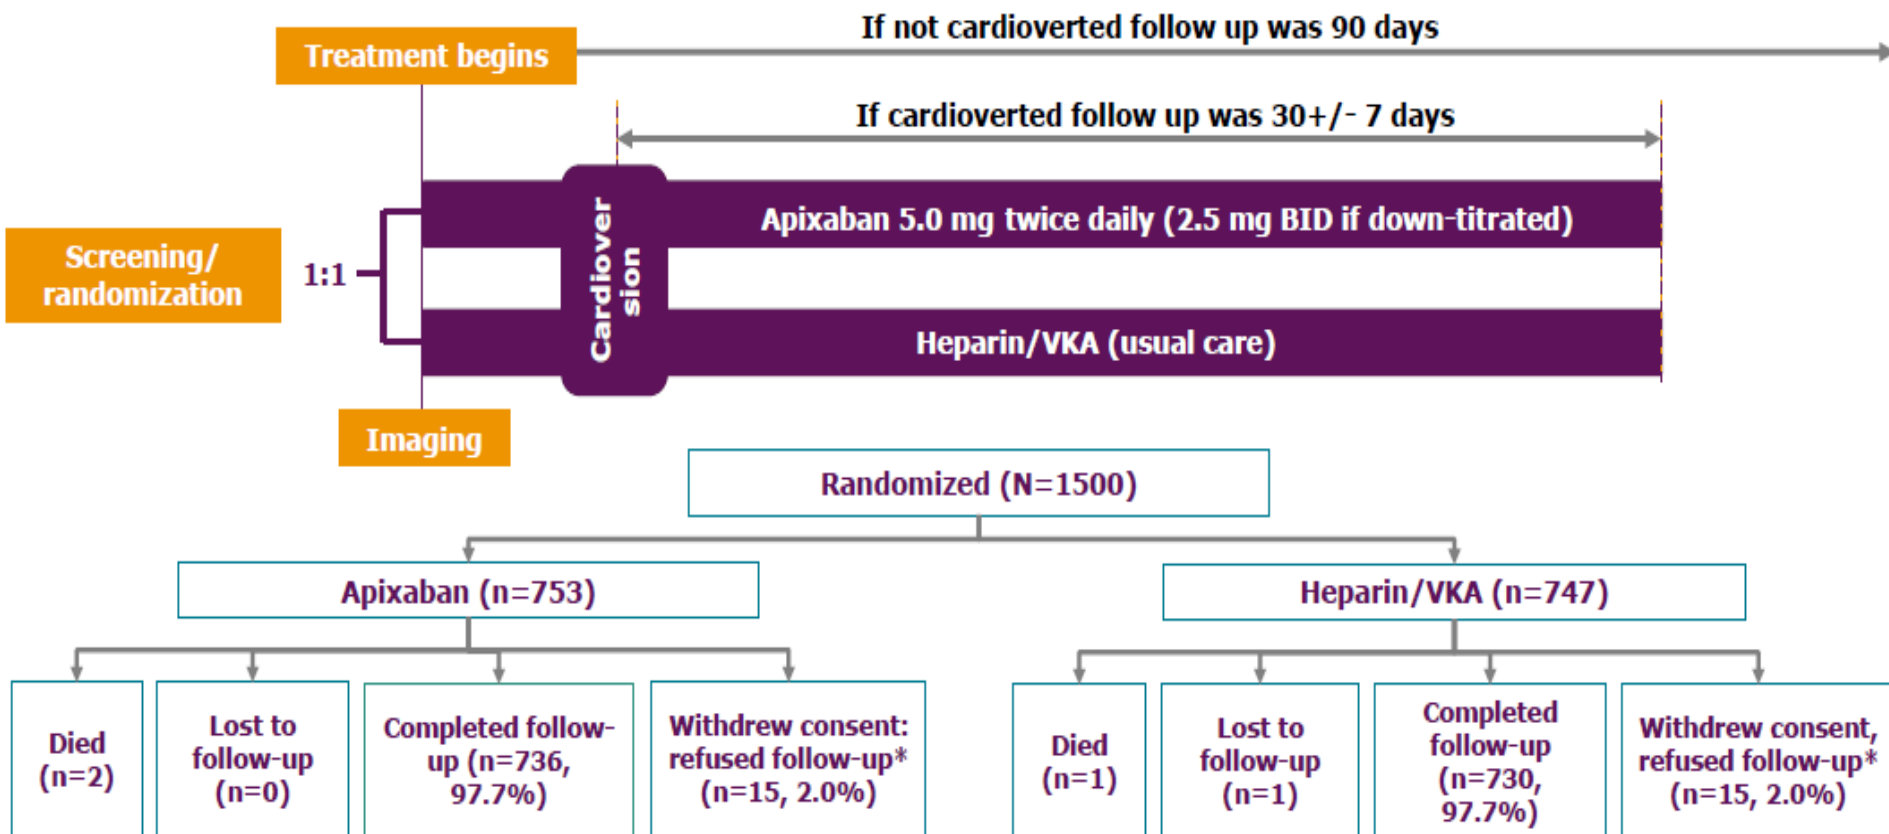 If not cardioverted follow up was 90 days
Treatment begins
If cardioverted follow up was 30+/- 7 days
Cardiover
sion
Apixaban 5.0 mg twice daily (2.5 mg BID if down-titrated)
Screening/
randomization
1:1
Heparin/VKA (usual care)
Imaging
Randomized (N=1500)
Apixaban (n=753)
Heparin/VKA (n=747)
Died
(n=2)
Lost to
follow-up
(n=0)
Completed follow-
up (n=736,
97.7%)
Withdrew consent:
refused follow-up*
(n=15, 2.0%)
Died
(n=1)
Lost to
follow-up
(n=1)
Completed
follow-up
(n=730,
97.7%)
Withdrew consent,
refused follow-up*
(n=15, 2.0%)